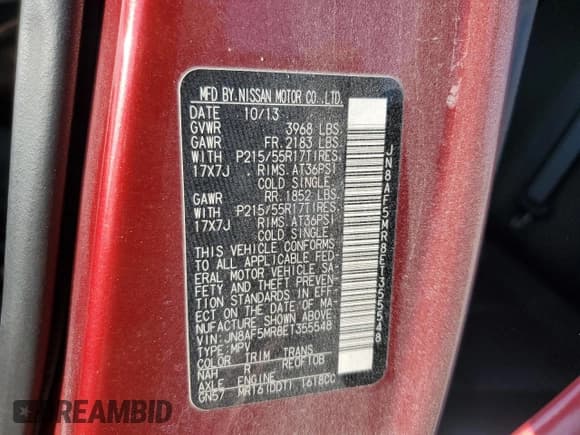 MFD BY.NISSAN MOTOR CO.,LTD.
DATE 10/13
GVWR 3968 LBS.
GAWR FR. 2183 LBS.
WITH P215/55R17TIRES,
17X7J RIMS. AT36PSI
COLD SINGLE
GAWR RR. 1852 LBS.
WITH P215/55R17TIRES,
17X7J RIMS. AT36PSI
COLD SINGLE
THIS VEHICLE CONFORMS
TO ALL APPLICABLE FED-
ERAL MOTOR VEHICLE SA-
FETY AND THEFT PREVEN-
TION STANDARDS IN EFF-
ECT ON THE DATE OF MA-
NUFACTURE SHOWN ABOVE.
VIN:JN8AF5MR8ET355548
TYPE:MPV
COLOR TRIM TRANS
NAH R RE0F10B
AXLE ENGINE
GN57 MR16(DDT) 1618CC
JN8AF5MR8ET355548
AUTOASTAT